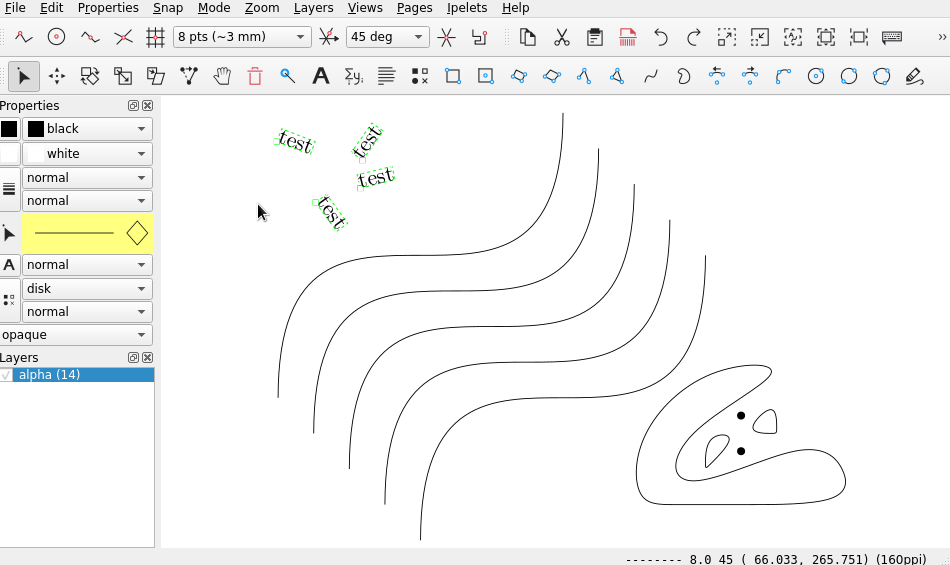 File Edit Properties Snap Mode Zoom Layers Views Pages Ipelets Help
8 pts (~3 mm) 45 deg
Properties
black
white
normal
normal
normal
disk
normal
opaque
Layers
alpha (14)
test
test
test
test
-------- 8.0 45 ( 66.033, 265.751) (160ppi)